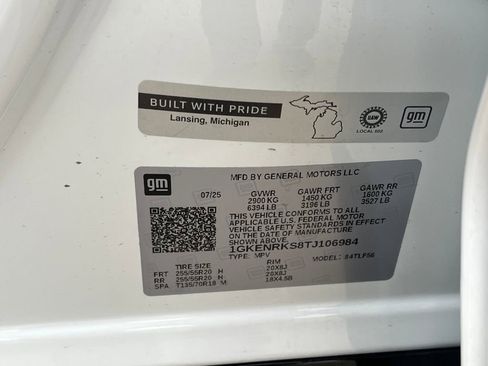 BUILT WITH PRIDE
Lansing, Michigan
UAW
LOCAL 602
gm
gm
MFD BY GENERAL MOTORS LLC
07/25 GVWR GAWR FRT GAWR RR
2900 KG 1450 KG 1600 KG
6394 LB 3196 LB 3527 LB
THIS VEHICLE CONFORMS TO ALL
APPLICABLE U.S. FEDERAL MOTOR
VEHICLE SAFETY STANDARDS
IN EFFECT ON THE DATE OF
MANUFACTURE SHOWN ABOVE.
1GKENRKS8TJ106984
TYPE: MPV MODEL: 84TLF56
TIRE SIZE RIM
FRT 255/55R20 H 20X8J
RR 255/55R20 H 20X8J
SPA T135/70R18 M 18X4.5B